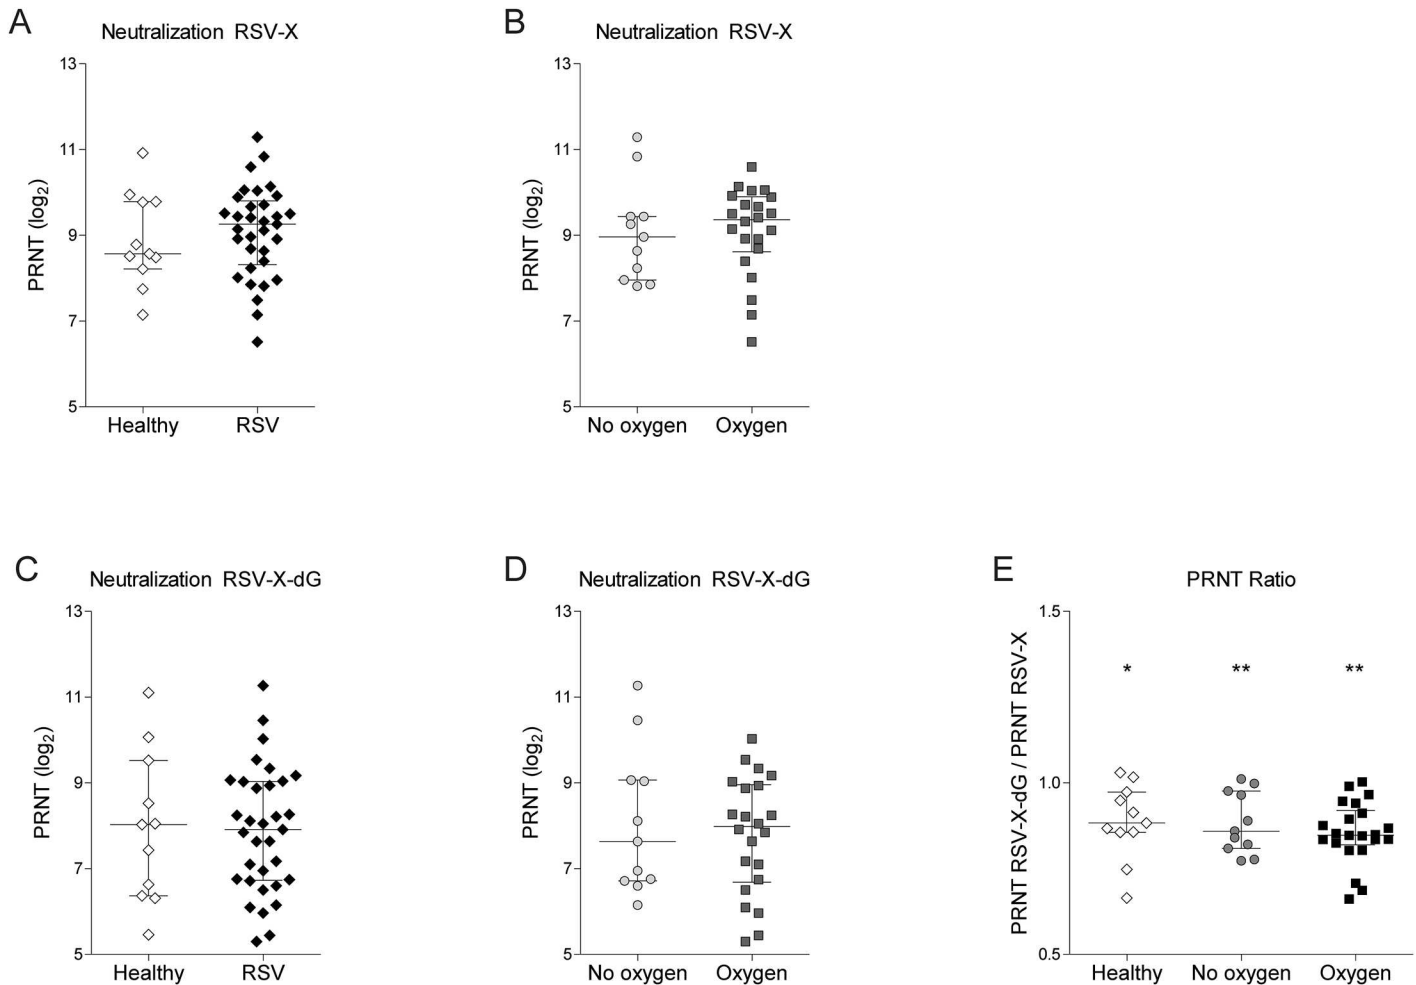 A
Neutralization RSV-X
13
11
9
7
5
PRNT (log2)
Healthy
RSV
B
Neutralization RSV-X
13
11
9
7
5
PRNT (log2)
No oxygen
Oxygen
C
Neutralization RSV-X-dG
13
11
9
7
5
PRNT (log2)
Healthy
RSV
D
Neutralization RSV-X-dG
13
11
9
7
5
PRNT (log2)
No oxygen
Oxygen
E
PRNT Ratio
1.5
1.0
0.5
PRNT RSV-X-dG / PRNT RSV-X
* ** **
Healthy
No oxygen
Oxygen